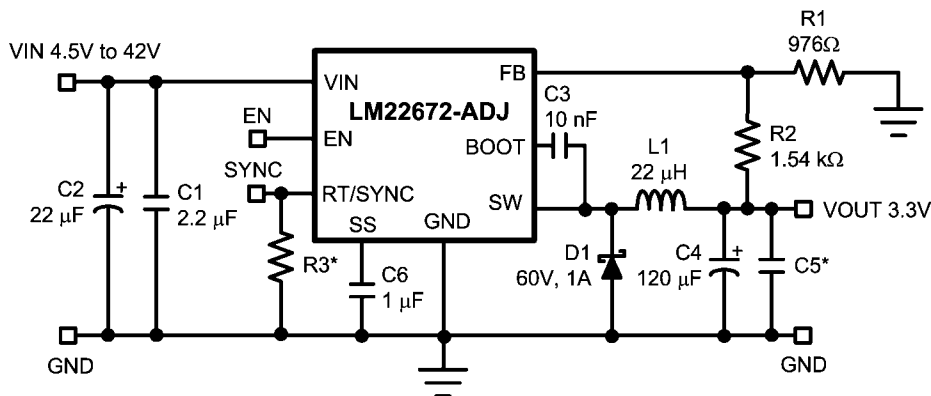 VIN 4.5V to 42V
R1
976Ω
VIN
FB
LM22672-ADJ
C3
10 nF
EN
EN
BOOT
R2
1.54 kΩ
SYNC
L1
22 μH
C2
22 μF
+
C1
2.2 μF
RT/SYNC
SW
VOUT 3.3V
SS
GND
R3*
D1
60V, 1A
C4
120 μF
+
C5*
C6
1 μF
GND
GND